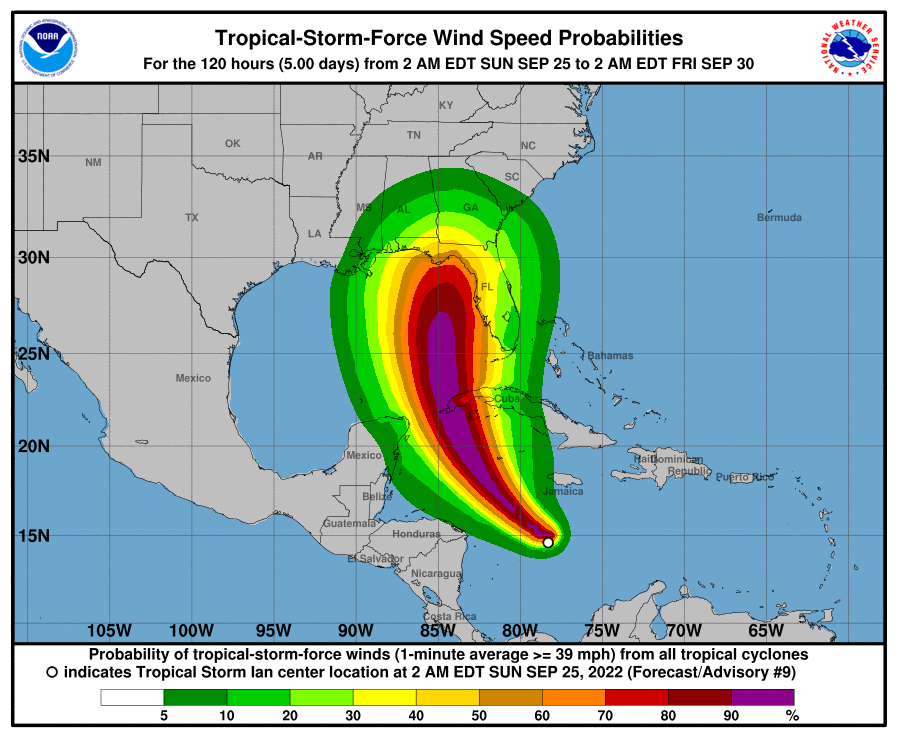 Tropical-Storm-Force Wind Speed Probabilities
For the 120 hours (5.00 days) from 2 AM EDT SUN SEP 25 to 2 AM EDT FRI SEP 30
NOAA
NATIONAL WEATHER SERVICE
KY
TN
NC
OK
AR
35N
NM
SC
MS
AL
GA
TX
Bermuda
LA
30N
FL
25N
Bahamas
Mexico
Cuba
20N
Mexico
Haiti
Dominican
Republic
Puerto Rico
Belize
Jamaica
Guatemala
15N
Honduras
El Salvador
Nicaragua
Costa Rica
105W 100W 95W 90W 85W 80W 75W 70W 65W
Probability of tropical-storm-force winds (1-minute average >= 39 mph) from all tropical cyclones
indicates Tropical Storm Ian center location at 2 AM EDT SUN SEP 25, 2022 (Forecast/Advisory #9)
5 10 20 30 40 50 60 70 80 90 %